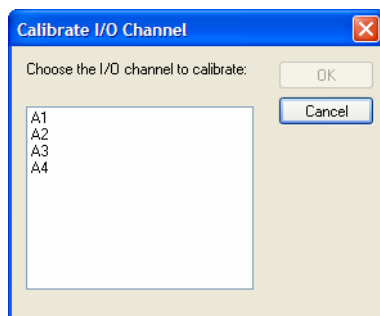 Calibrate I/O Channel
Choose the I/O channel to calibrate:
OK
Cancel
A1
A2
A3
A4